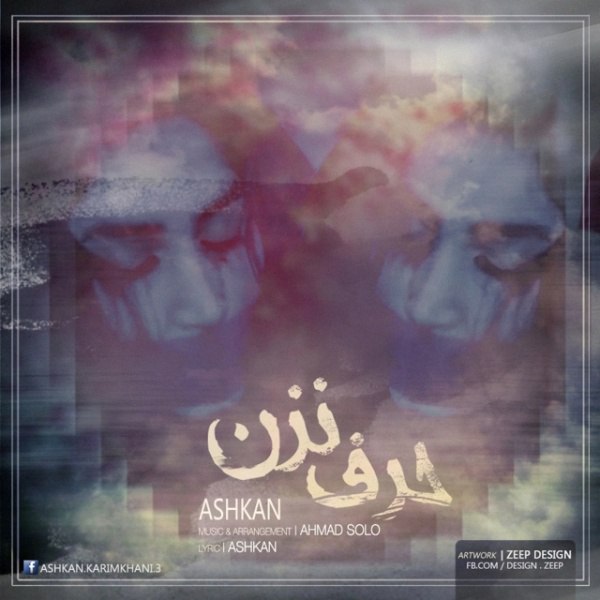 حرف نزن
ASHKAN
MUSIC & ARRANGEMENT | AHMAD SOLO
LYRIC | ASHKAN
ASHKAN.KARIMKHANI.3
ARTWORK | ZEEP DESIGN
FB.COM / DESIGN . ZEEP